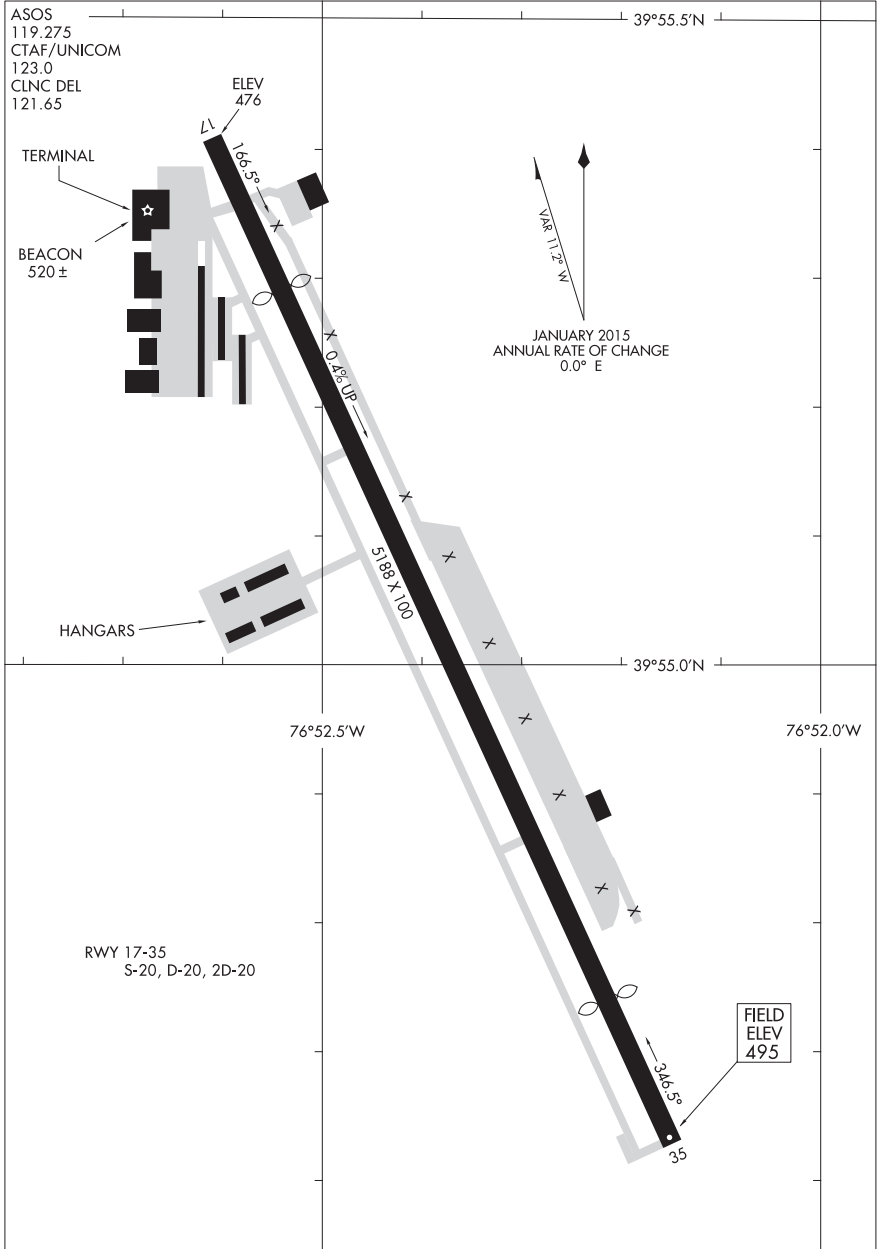 ASOS
119.275
CTAF/UNICOM
123.0
CLNC DEL
121.65
39°55.5'N
ELEV
476
17
166.5°
TERMINAL
BEACON
520 ±
VAR 11.2° W
JANUARY 2015
ANNUAL RATE OF CHANGE
0.0° E
X
X
0.4% UP
X
X
5188 X 100
HANGARS
X
39°55.0'N
76°52.5'W
76°52.0'W
X
X
X
X
RWY 17-35
S-20, D-20, 2D-20
FIELD
ELEV
495
346.5°
35